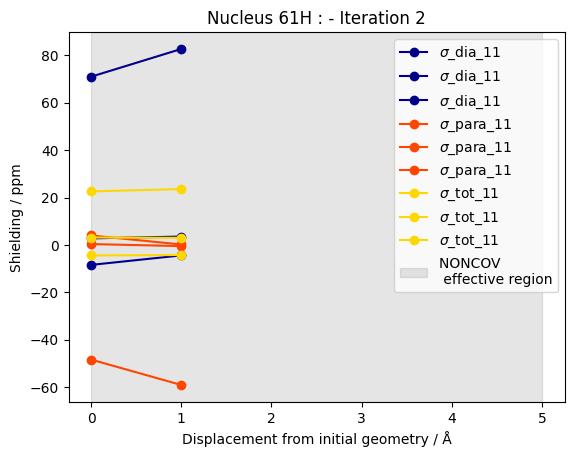 Nucleus 61H : - Iteration 2
Shielding / ppm
80
60
40
20
0
−20
−40
−60
0
1
2
3
4
5
Displacement from initial geometry / Å
σ_dia_11
σ_dia_11
σ_dia_11
σ_para_11
σ_para_11
σ_para_11
σ_tot_11
σ_tot_11
σ_tot_11
NONCOV
effective region